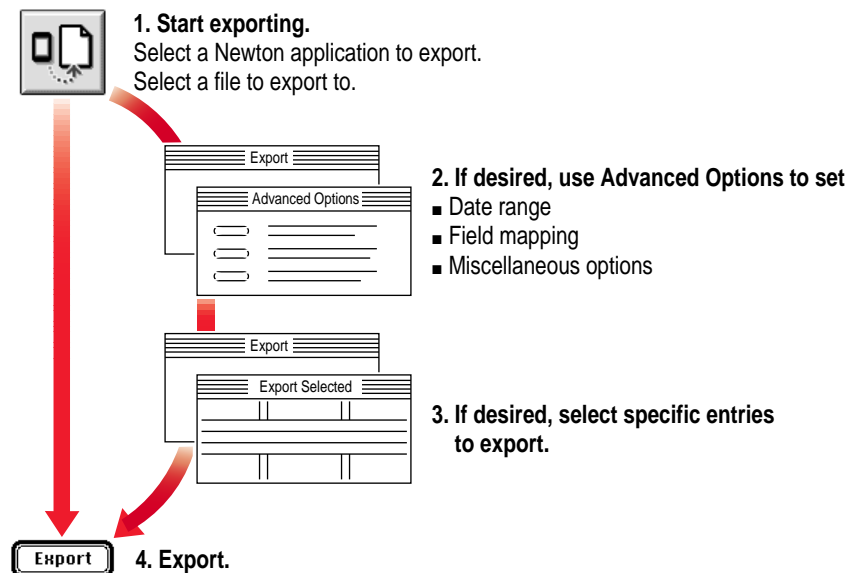 1. Start exporting.
Select a Newton application to export.
Select a file to export to.
Export
Advanced Options
2. If desired, use Advanced Options to set
■ Date range
■ Field mapping
■ Miscellaneous options
Export
Export Selected
3. If desired, select specific entries
to export.
Export
4. Export.